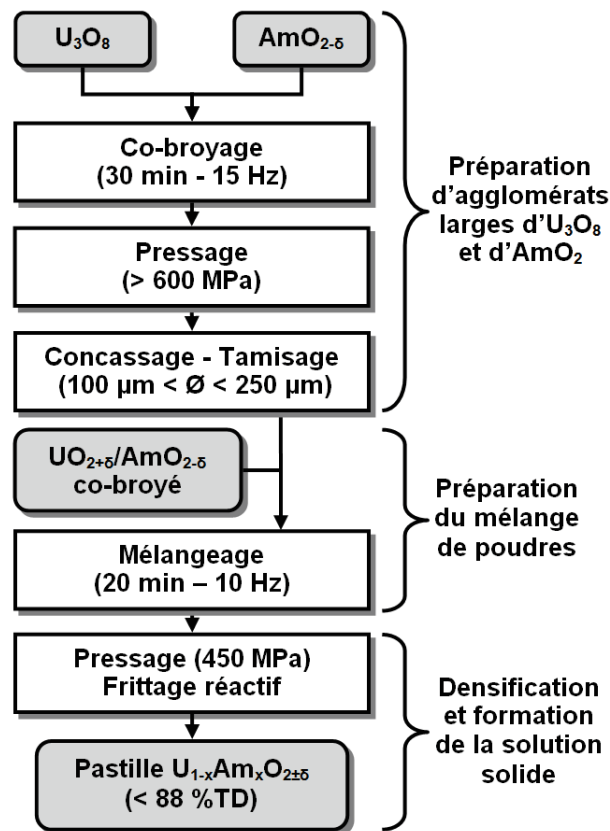 U₃O₈
AmO₂₋δ
Co-broyage
(30 min - 15 Hz)
Pressage
(> 600 MPa)
Concassage - Tamisage
(100 µm < Ø < 250 µm)
Préparation
d’agglomérats
larges d’U₃O₈
et d’AmO₂
UO₂₊δ/AmO₂₋δ
co-broyé
Mélangeage
(20 min – 10 Hz)
Préparation
du mélange
de poudres
Pressage (450 MPa)
Frittage réactif
Pastille U₁₋ₓAmₓO₂±δ
(< 88 %TD)
Densification
et formation
de la solution
solide